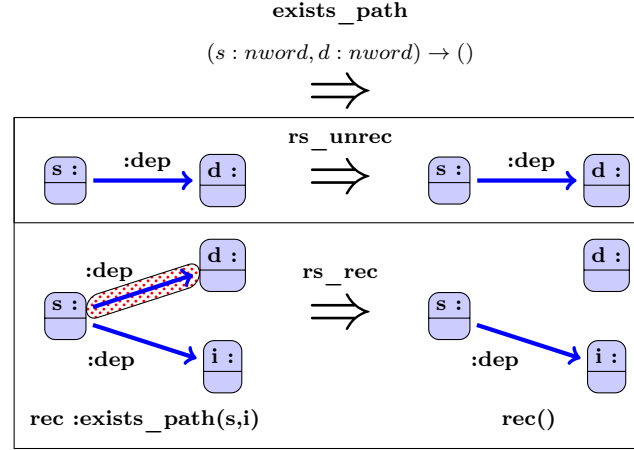 exists_path
(s : nword, d : nword) → ()
rs_unrec
s : :dep d : s : :dep d :
rs_rec
d : d :
:dep
s : s :
:dep i : :dep i :
rec :exists_path(s,i) rec()